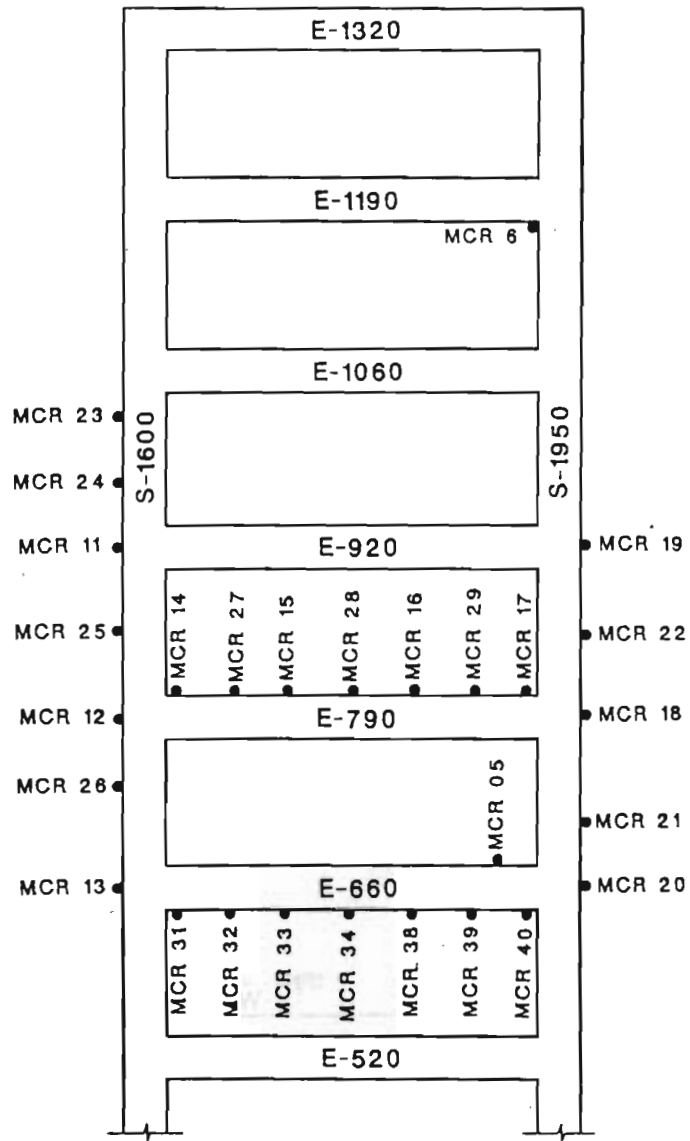 E-1320
E-1190
MCR 6
E-1060
MCR 23
S-1600
S-1950
MCR 24
MCR 11
E-920
MCR 19
MCR 14
MCR 27
MCR 15
MCR 28
MCR 16
MCR 29
MCR 17
MCR 25
MCR 22
MCR 12
E-790
MCR 18
MCR 26
MCR 05
MCR 21
MCR 13
E-660
MCR 20
MCR 31
MCR 32
MCR 33
MCR 34
MCR 38
MCR 39
MCR 40
E-520